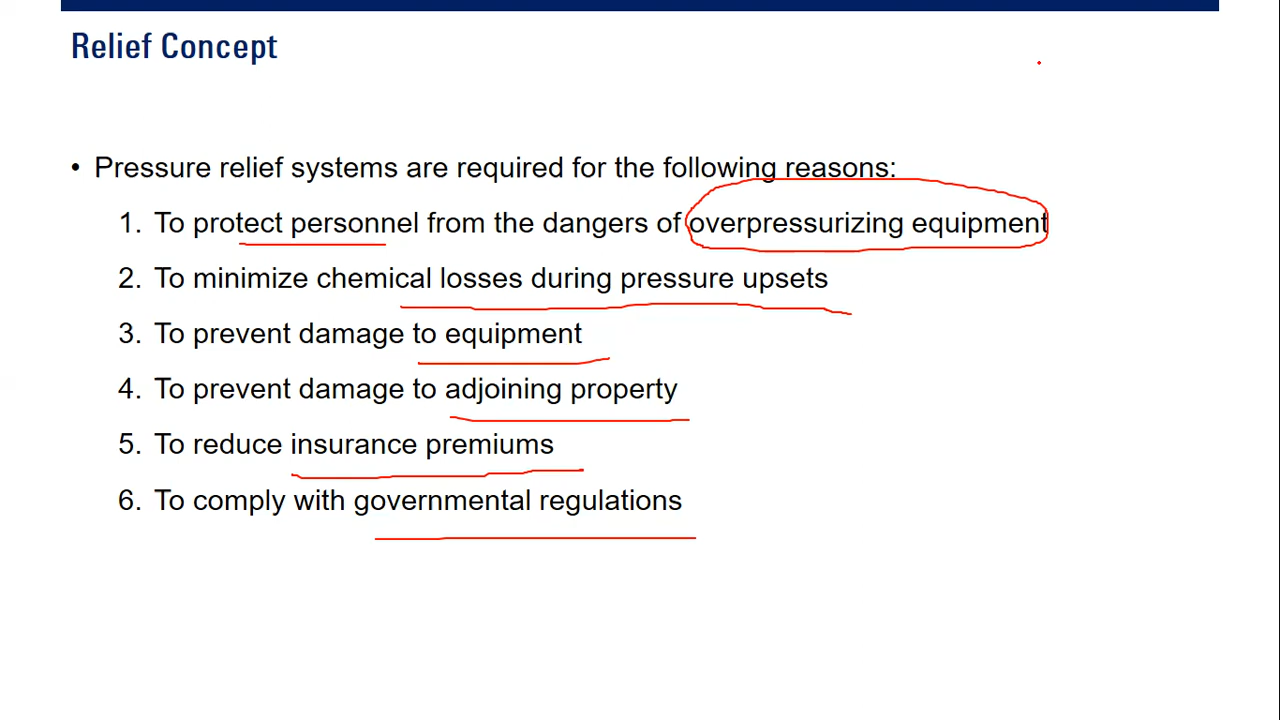 Relief Concept
• Pressure relief systems are required for the following reasons:
1. To protect personnel from the dangers of overpressurizing equipment
2. To minimize chemical losses during pressure upsets
3. To prevent damage to equipment
4. To prevent damage to adjoining property
5. To reduce insurance premiums
6. To comply with governmental regulations